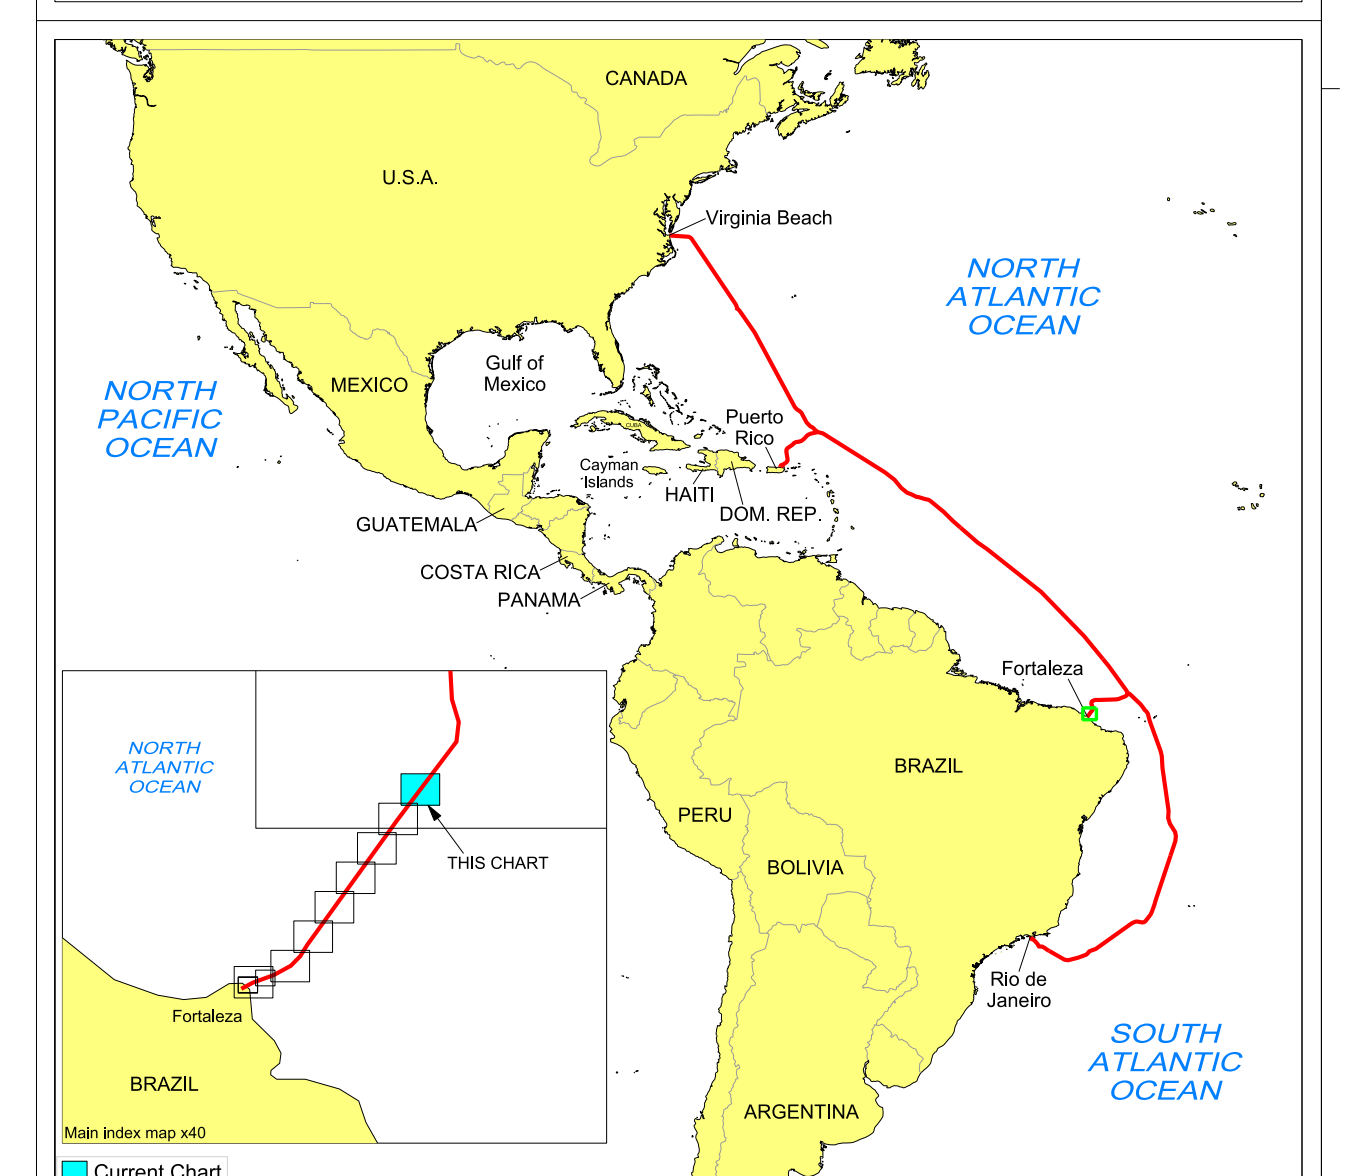 CANADA
U.S.A.
Virginia Beach
NORTH
ATLANTIC
OCEAN
Gulf of
Mexico
MEXICO
NORTH
PACIFIC
OCEAN
Puerto
Rico
CUBA
Cayman
Islands
HAITI
DOM. REP.
GUATEMALA
COSTA RICA
PANAMA
Fortaleza
BRAZIL
PERU
BOLIVIA
Rio de
Janeiro
SOUTH
ATLANTIC
OCEAN
ARGENTINA
NORTH
ATLANTIC
OCEAN
THIS CHART
Fortaleza
BRAZIL
Main index map x40
Current Chart